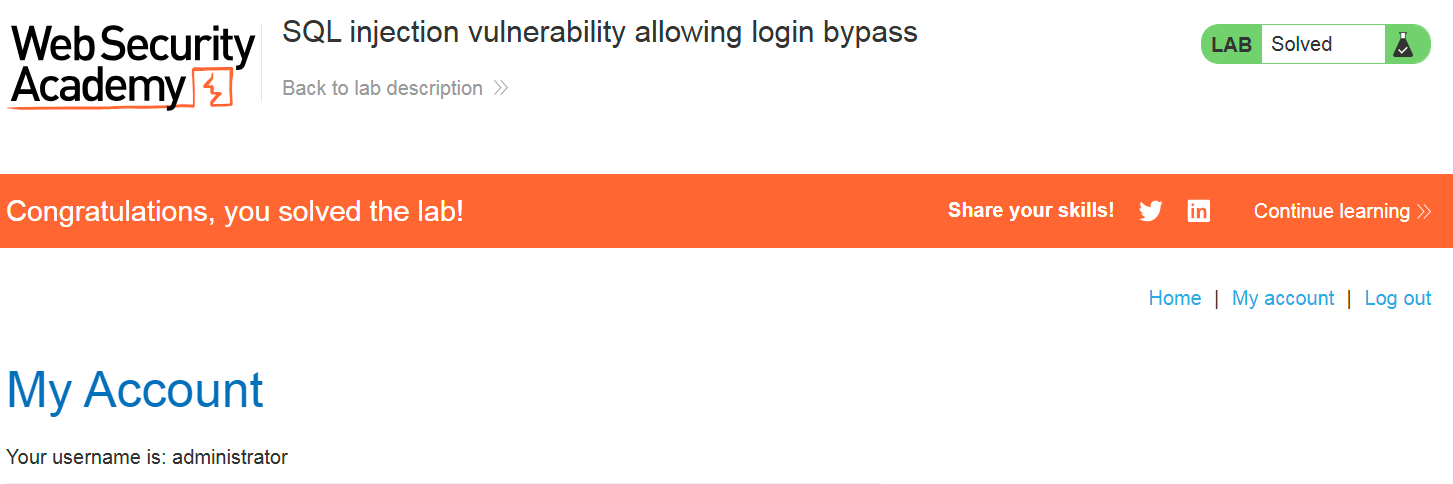 Web Security
Academy
SQL injection vulnerability allowing login bypass
Back to lab description
LAB Solved
Congratulations, you solved the lab!
Share your skills!
Continue learning
Home | My account | Log out
My Account
Your username is: administrator